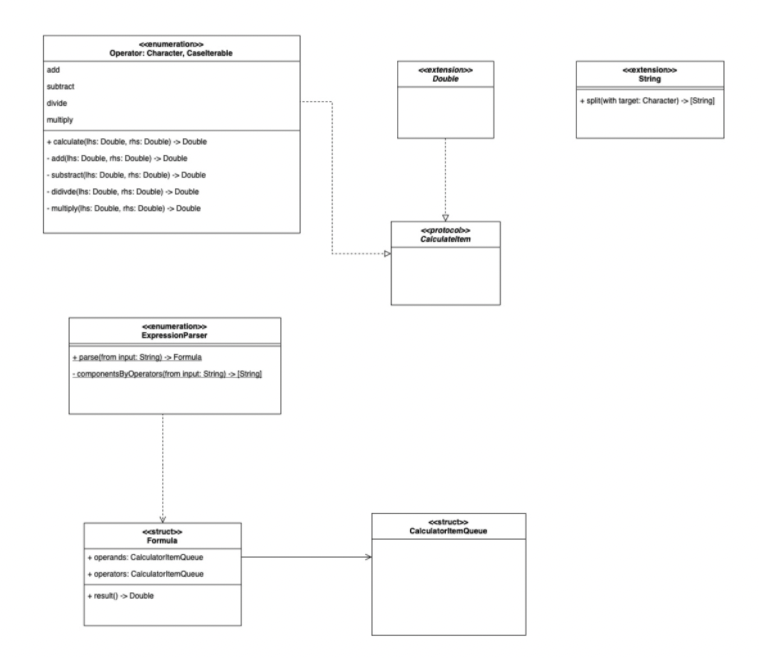 <<enumeration>>
Operator: Character, CaseIterable
add
subtract
divide
multiply
+ calculate(lhs: Double, rhs: Double) -> Double
- add(lhs: Double, rhs: Double) -> Double
- substract(lhs: Double, rhs: Double) -> Double
- didivde(lhs: Double, rhs: Double) -> Double
- multiply(lhs: Double, rhs: Double) -> Double
<<extension>>
Double
<<extension>>
String
+ split(with target: Character) -> [String]
<<protocol>>
CalculateItem
<<enumeration>>
ExpressionParser
+ parse(from input: String) -> Formula
- componentsByOperators(from input: String) -> [String]
<<struct>>
Formula
+ operands: CalculatorItemQueue
+ operators: CalculatorItemQueue
+ result() -> Double
<<struct>>
CalculatorItemQueue